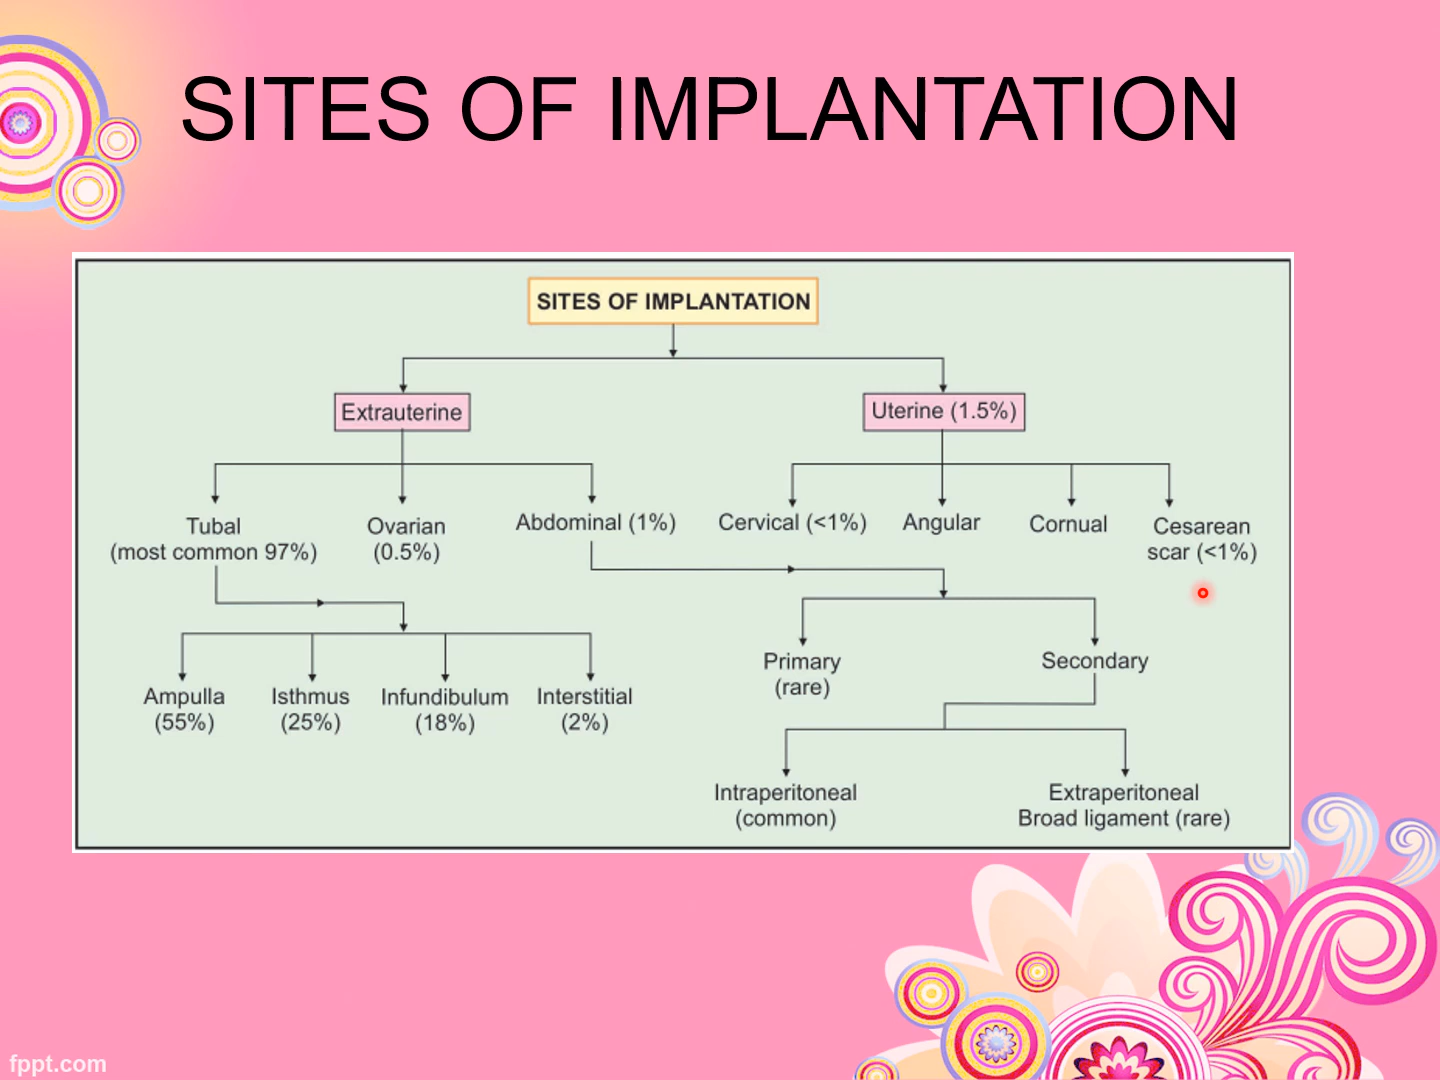 SITES OF IMPLANTATION
SITES OF IMPLANTATION
Extrauterine
Uterine (1.5%)
Tubal
(most common 97%)
Ovarian
(0.5%)
Abdominal (1%)
Cervical (<1%)
Angular
Cornual
Cesarean
scar (<1%)
Ampulla
(55%)
Isthmus
(25%)
Infundibulum
(18%)
Interstitial
(2%)
Primary
(rare)
Secondary
Intraperitoneal
(common)
Extraperitoneal
Broad ligament (rare)
fppt.com